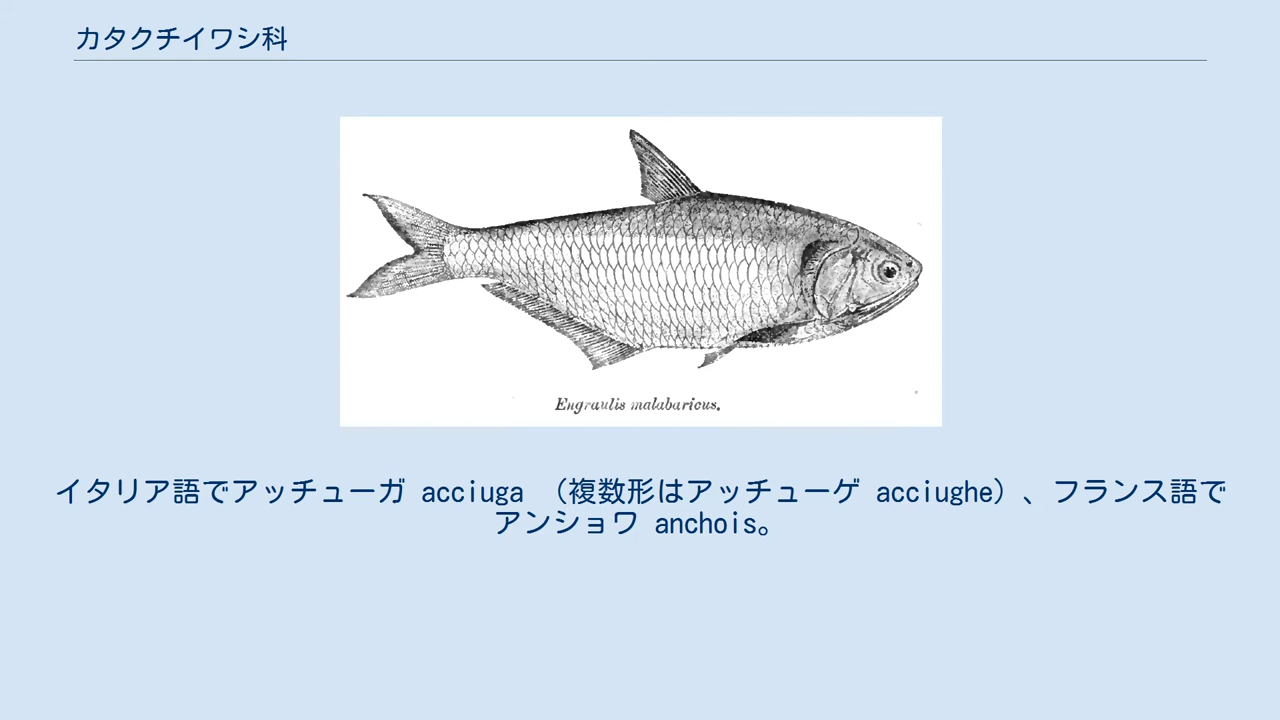 カタクチイワシ科
Engraulis malabaricus.
イタリア語でアッチューガ acciuga （複数形はアッチューゲ acciughe）、フランス語で
アンショワ anchois。